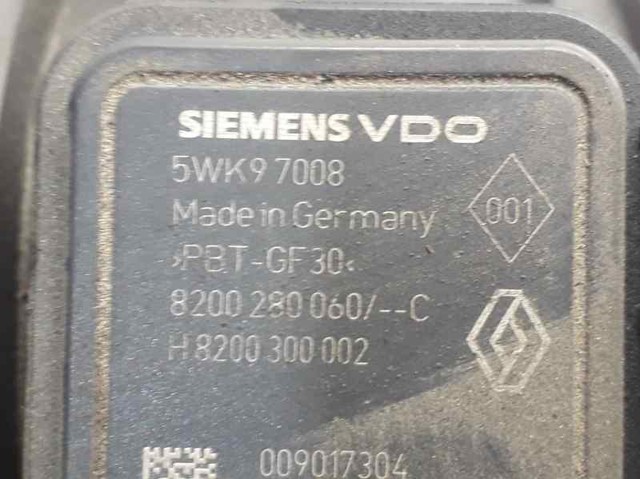 SIEMENS VDO
5WK9 7008
Made in Germany
001
>PBT-GF30<
8200 280 060/--C
H 8200 300 002
009017304